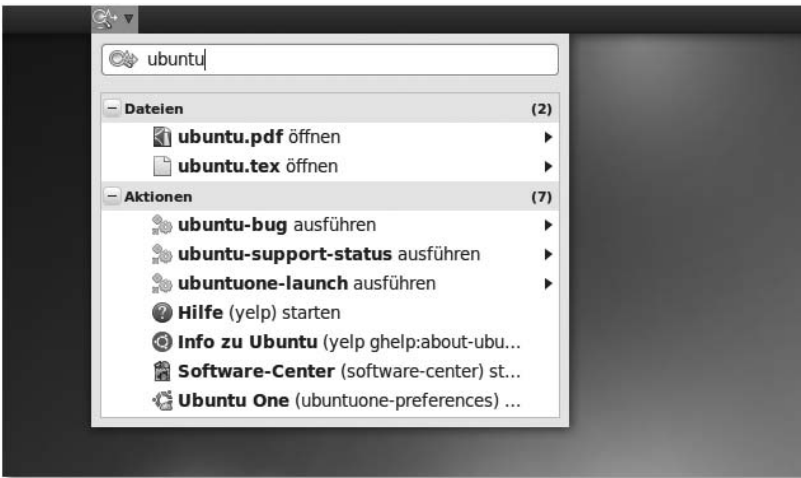 ubuntu
Dateien (2)
ubuntu.pdf öffnen
ubuntu.tex öffnen
Aktionen (7)
ubuntu-bug ausführen
ubuntu-support-status ausführen
ubuntuone-launch ausführen
Hilfe (yelp) starten
Info zu Ubuntu (yelp ghelp:about-ubu...
Software-Center (software-center) st...
Ubuntu One (ubuntuone-preferences) ...